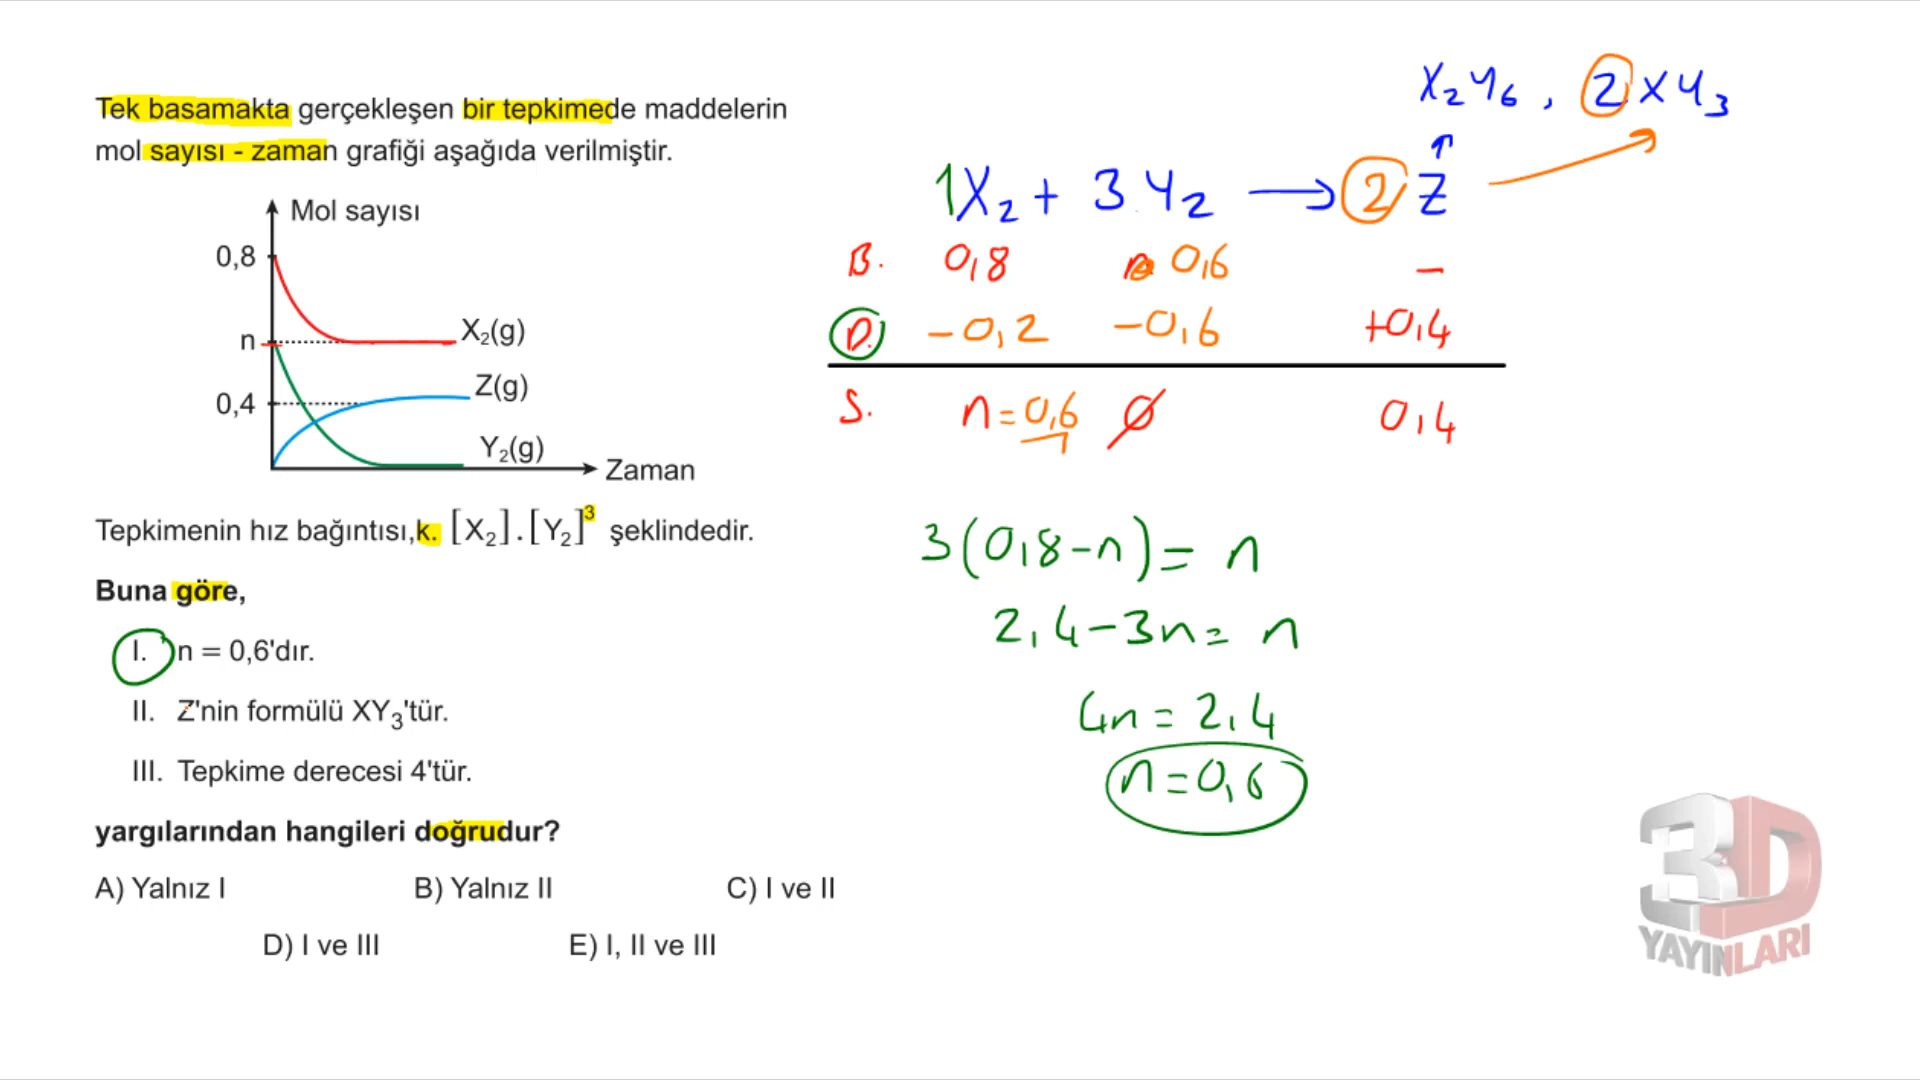 Tek basamakta gerçekleşen bir tepkimede maddelerin
mol sayısı - zaman grafiği aşağıda verilmiştir.
Mol sayısı
0,8
X₂(g)
n
Z(g)
0,4
Y₂(g)
Zaman
Tepkimenin hız bağıntısı,k. [X₂].[Y₂]³ şeklindedir.
Buna göre,
I. n = 0,6'dır.
II. Z'nin formülü XY₃'tür.
III. Tepkime derecesi 4'tür.
yargılarından hangileri doğrudur?
A) Yalnız I B) Yalnız II C) I ve II
D) I ve III E) I, II ve III
X₂Y₆, 2XY₃
↑
1X₂ + 3Y₂ → 2Z
B. 0,8 0,6 -
D. -0,2 -0,6 +0,4
S. n=0,6 Ø 0,4
3(0,8-n) = n
2,4-3n = n
4n = 2,4
n=0,6
3D
YAYINLARI